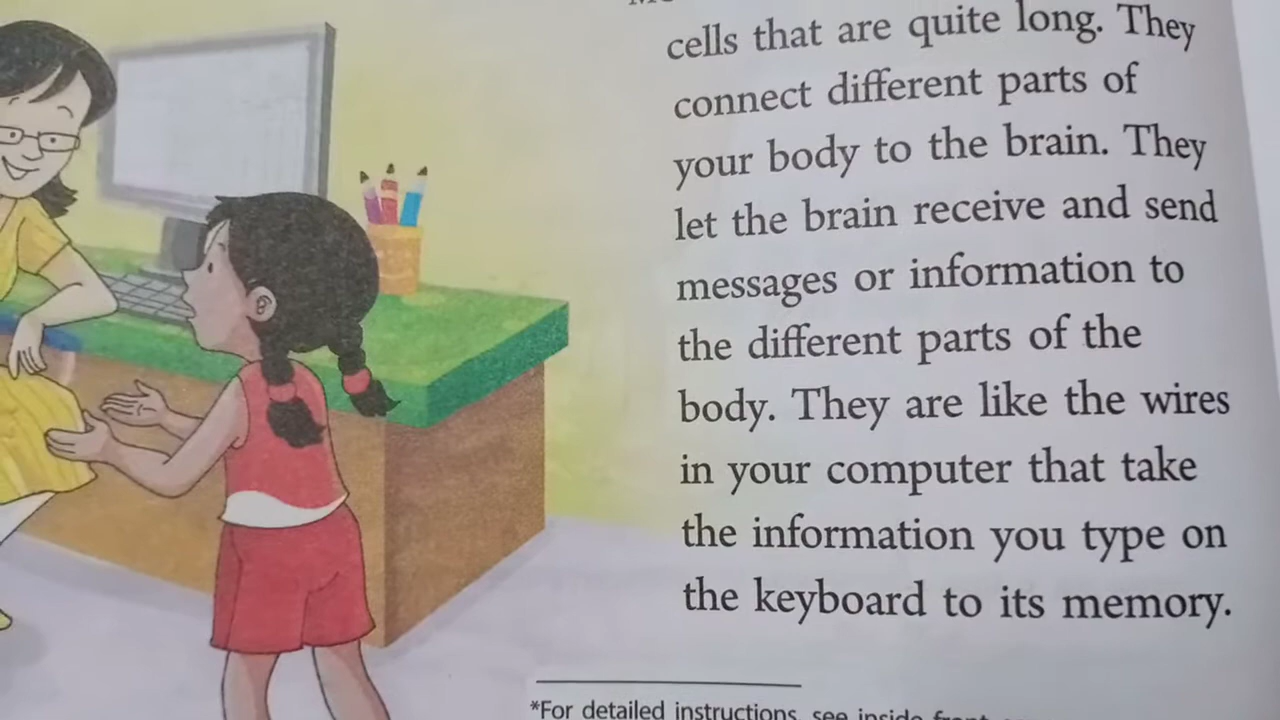 cells that are quite long. They
connect different parts of
your body to the brain. They
let the brain receive and send
messages or information to
the different parts of the
body. They are like the wires
in your computer that take
the information you type on
the keyboard to its memory.
*For detailed instructions, see inside front